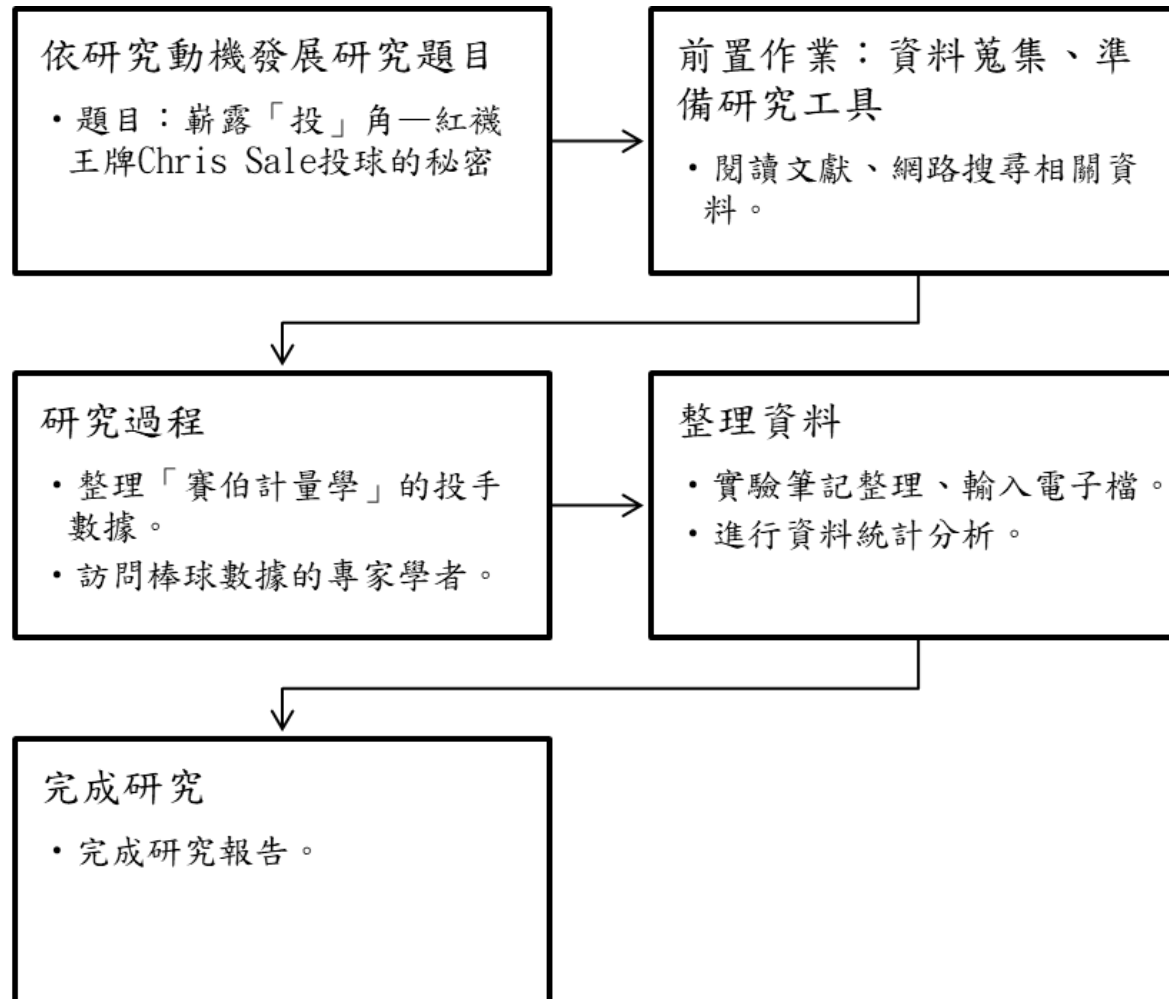 依研究動機發展研究題目
・題目：嶄露「投」角—紅襪
王牌Chris Sale投球的秘密
前置作業：資料蒐集、準
備研究工具
・閱讀文獻、網路搜尋相關資
料。
研究過程
・整理「賽伯計量學」的投手
數據。
・訪問棒球數據的專家學者。
整理資料
・實驗筆記整理、輸入電子檔。
・進行資料統計分析。
完成研究
・完成研究報告。